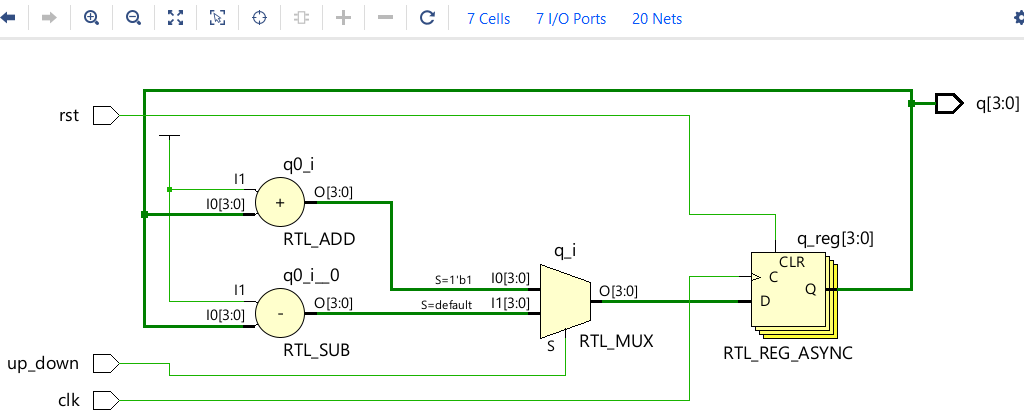 7 Cells 7 I/O Ports 20 Nets
q[3:0]
rst
q0_i
I1
O[3:0]
I0[3:0]
+
RTL_ADD
q_reg[3:0]
q_i
CLR
q0_i__0
S=1'b1
I0[3:0]
C
I1
O[3:0]
S=default
I1[3:0]
O[3:0]
Q
D
I0[3:0]
-
RTL_SUB
S
RTL_MUX
RTL_REG_ASYNC
up_down
clk